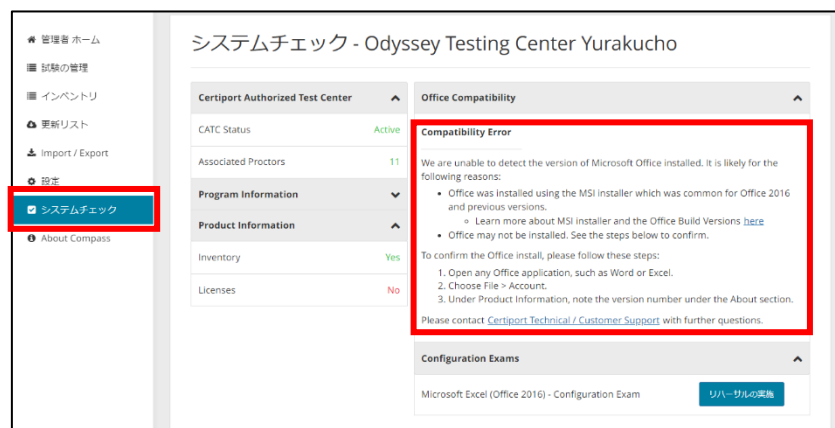 管理者 ホーム
試験の管理
インベントリ
更新リスト
Import / Export
設定
システムチェック
About Compass
システムチェック - Odyssey Testing Center Yurakucho
Certiport Authorized Test Center
CATC Status Active
Associated Proctors 11
Program Information
Product Information
Inventory Yes
Licenses No
Office Compatibility
Compatibility Error
We are unable to detect the version of Microsoft Office installed. It is likely for the
following reasons:
• Office was installed using the MSI installer which was common for Office 2016
and previous versions.
○ Learn more about MSI installer and the Office Build Versions here
• Office may not be installed. See the steps below to confirm.
To confirm the Office install, please follow these steps:
1. Open any Office application, such as Word or Excel.
2. Choose File > Account.
3. Under Product Information, note the version number under the About section.
Please contact Certiport Technical / Customer Support with further questions.
Configuration Exams
Microsoft Excel (Office 2016) - Configuration Exam リハーサルの実施